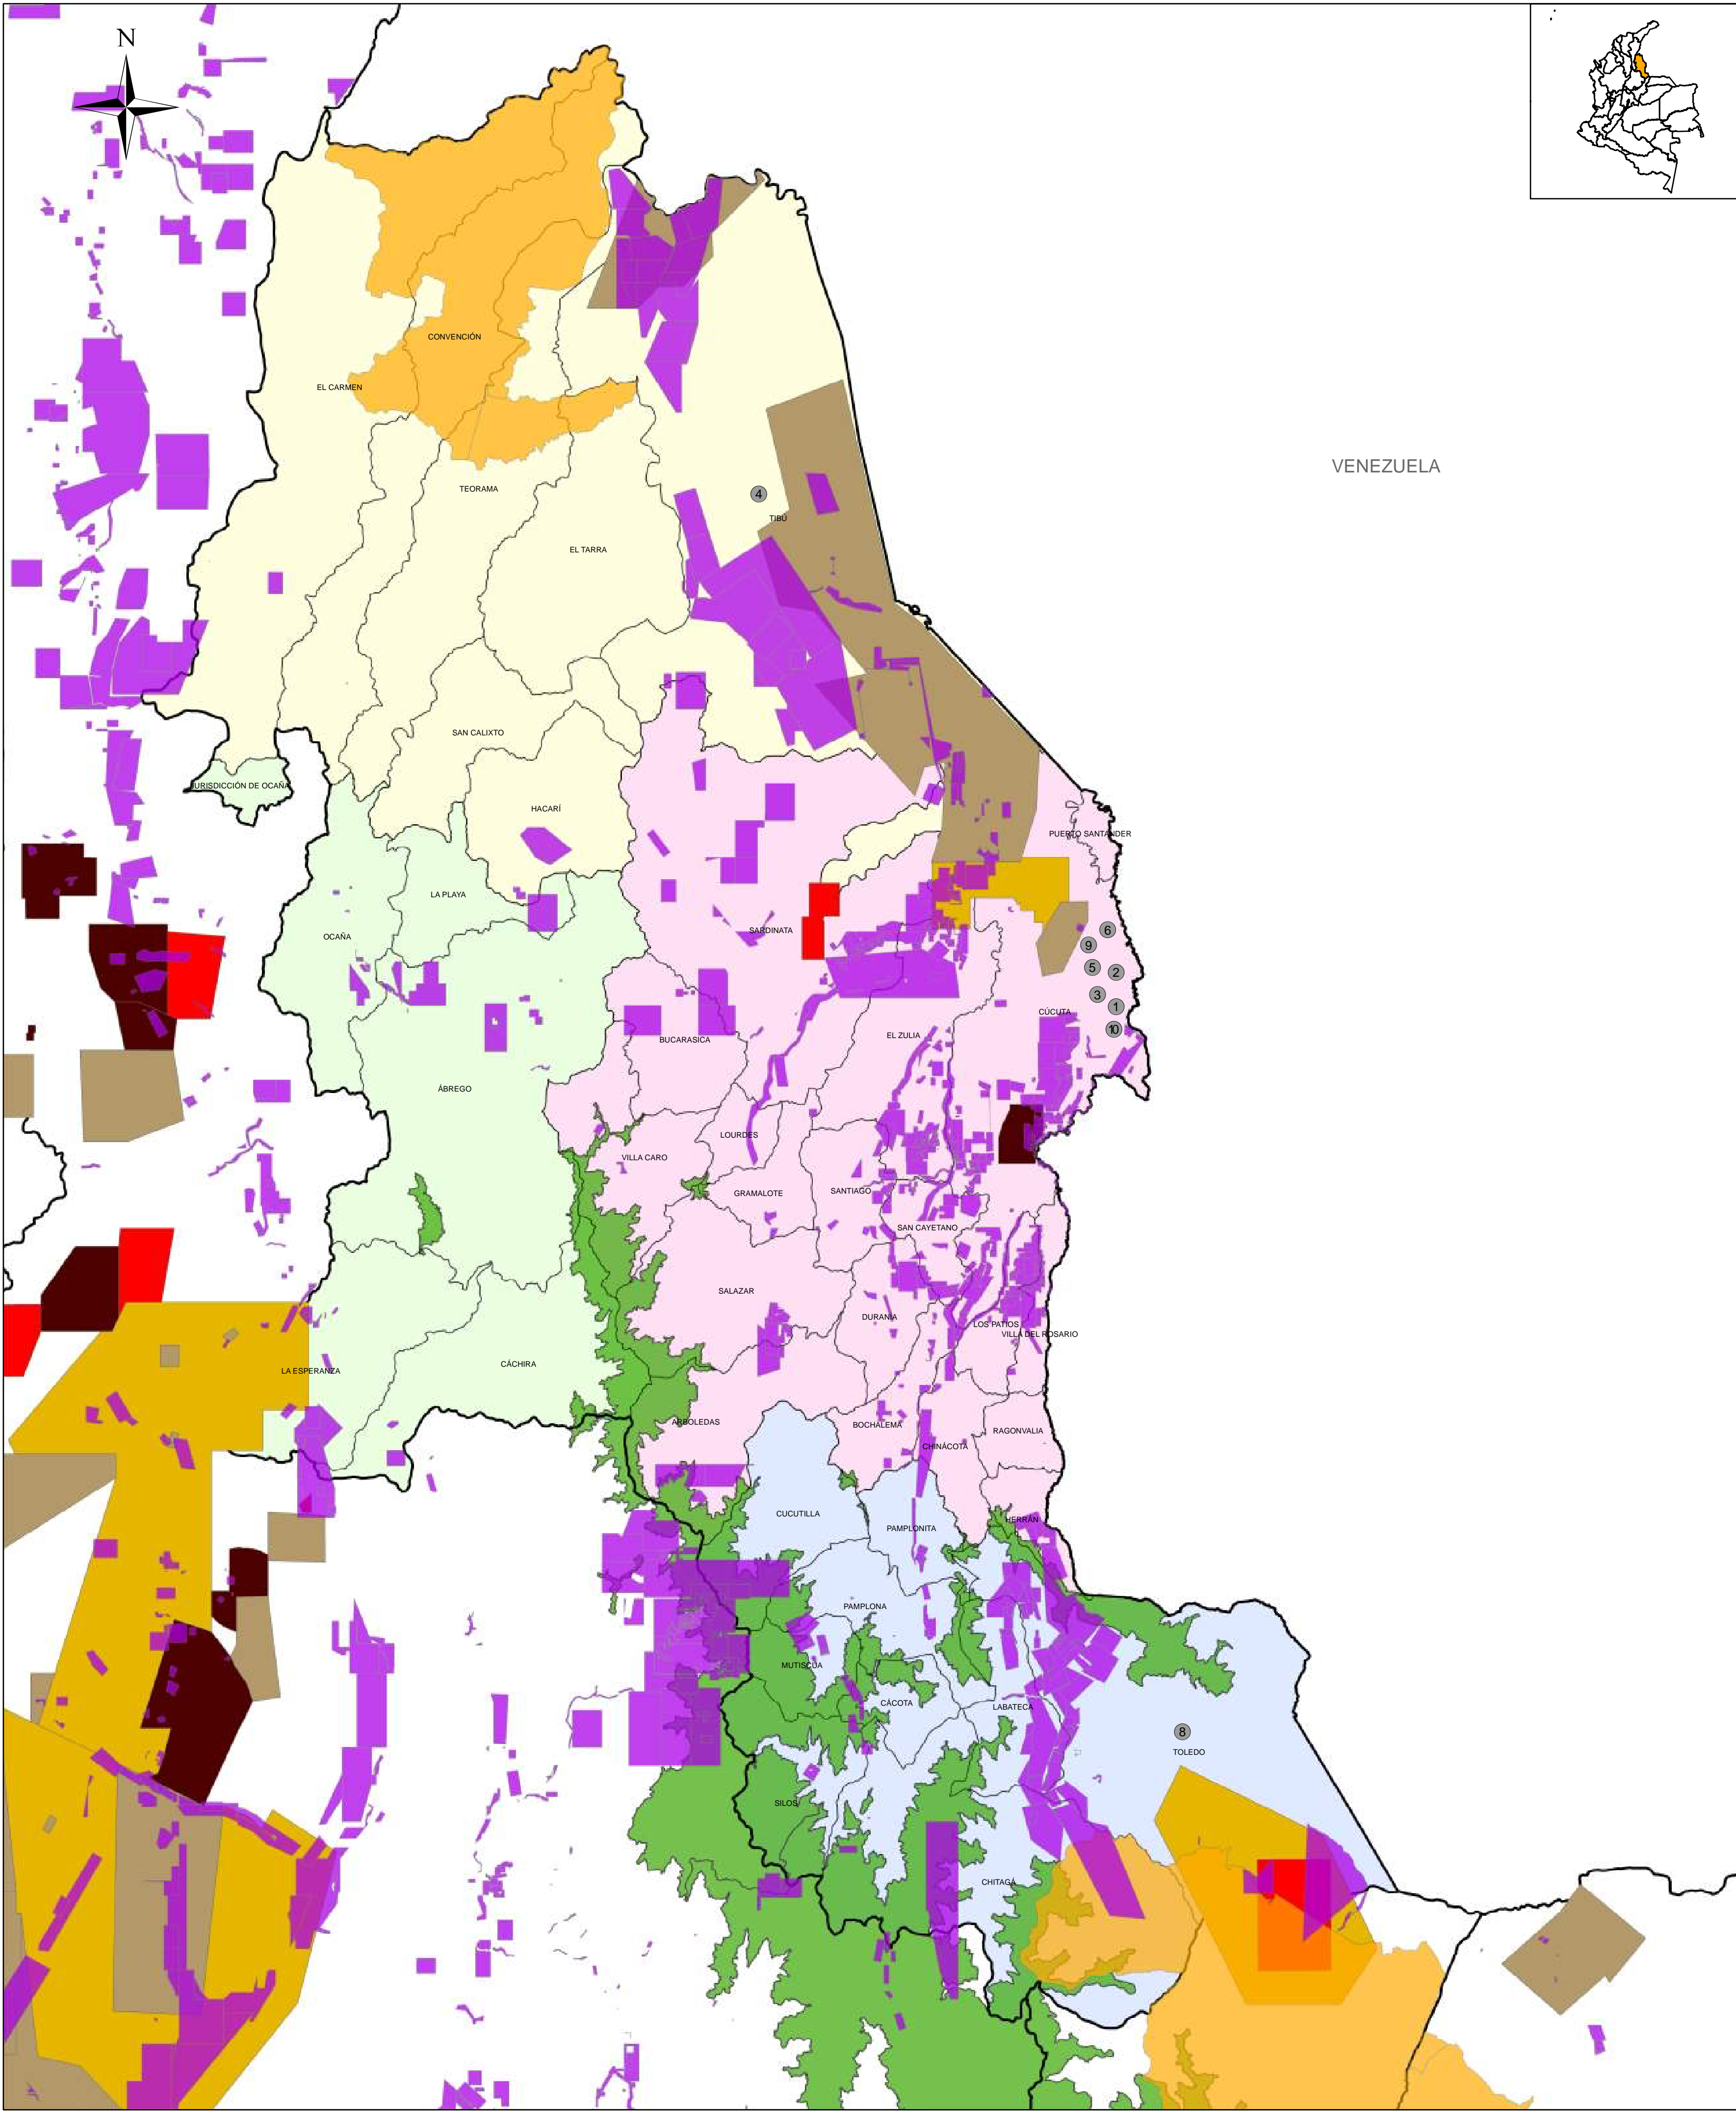 N
CONVENCIÓN
EL CARMEN
VENEZUELA
TEORAMA
4
TIBÚ
EL TARRA
SAN CALIXTO
JURISDICCIÓN DE OCAÑA
HACARÍ
PUERTO SANTANDER
LA PLAYA
OCAÑA
SARDINATA
6
9
5
2
3
1
CÚCUTA
10
EL ZULIA
BUCARASICA
ÁBREGO
LOURDES
VILLA CARO
GRAMALOTE
SANTIAGO
SAN CAYETANO
SALAZAR
DURANIA
LOS PATIOS
VILLA DEL ROSARIO
CÁCHIRA
LA ESPERANZA
ARBOLEDAS
BOCHALEMA
RAGONVALIA
CHINÁCOTA
CUCUTILLA
HERRÁN
PAMPLONITA
PAMPLONA
MUTISCUA
CÁCOTA
LABATECA
8
TOLEDO
SILOS
CHITAGÁ